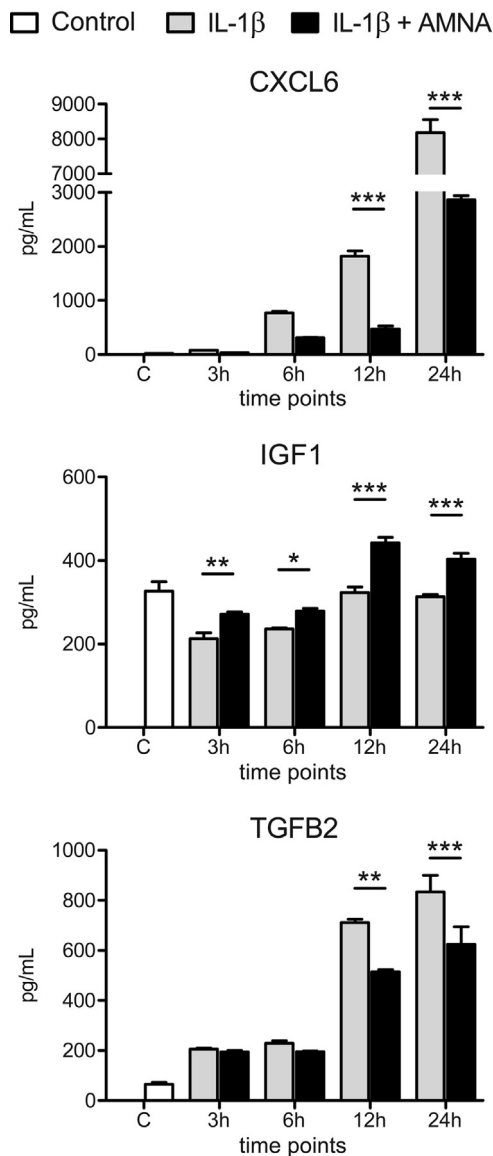 Control IL-1β IL-1β + AMNA
CXCL6
***
9000
8000
7000
***
3000
2000
1000
0
pg/mL
C 3h 6h 12h 24h
time points
IGF1
600
*** ***
400
** *
200
0
pg/mL
C 3h 6h 12h 24h
time points
TGFB2
1000
***
800
**
600
400
200
0
pg/mL
C 3h 6h 12h 24h
time points